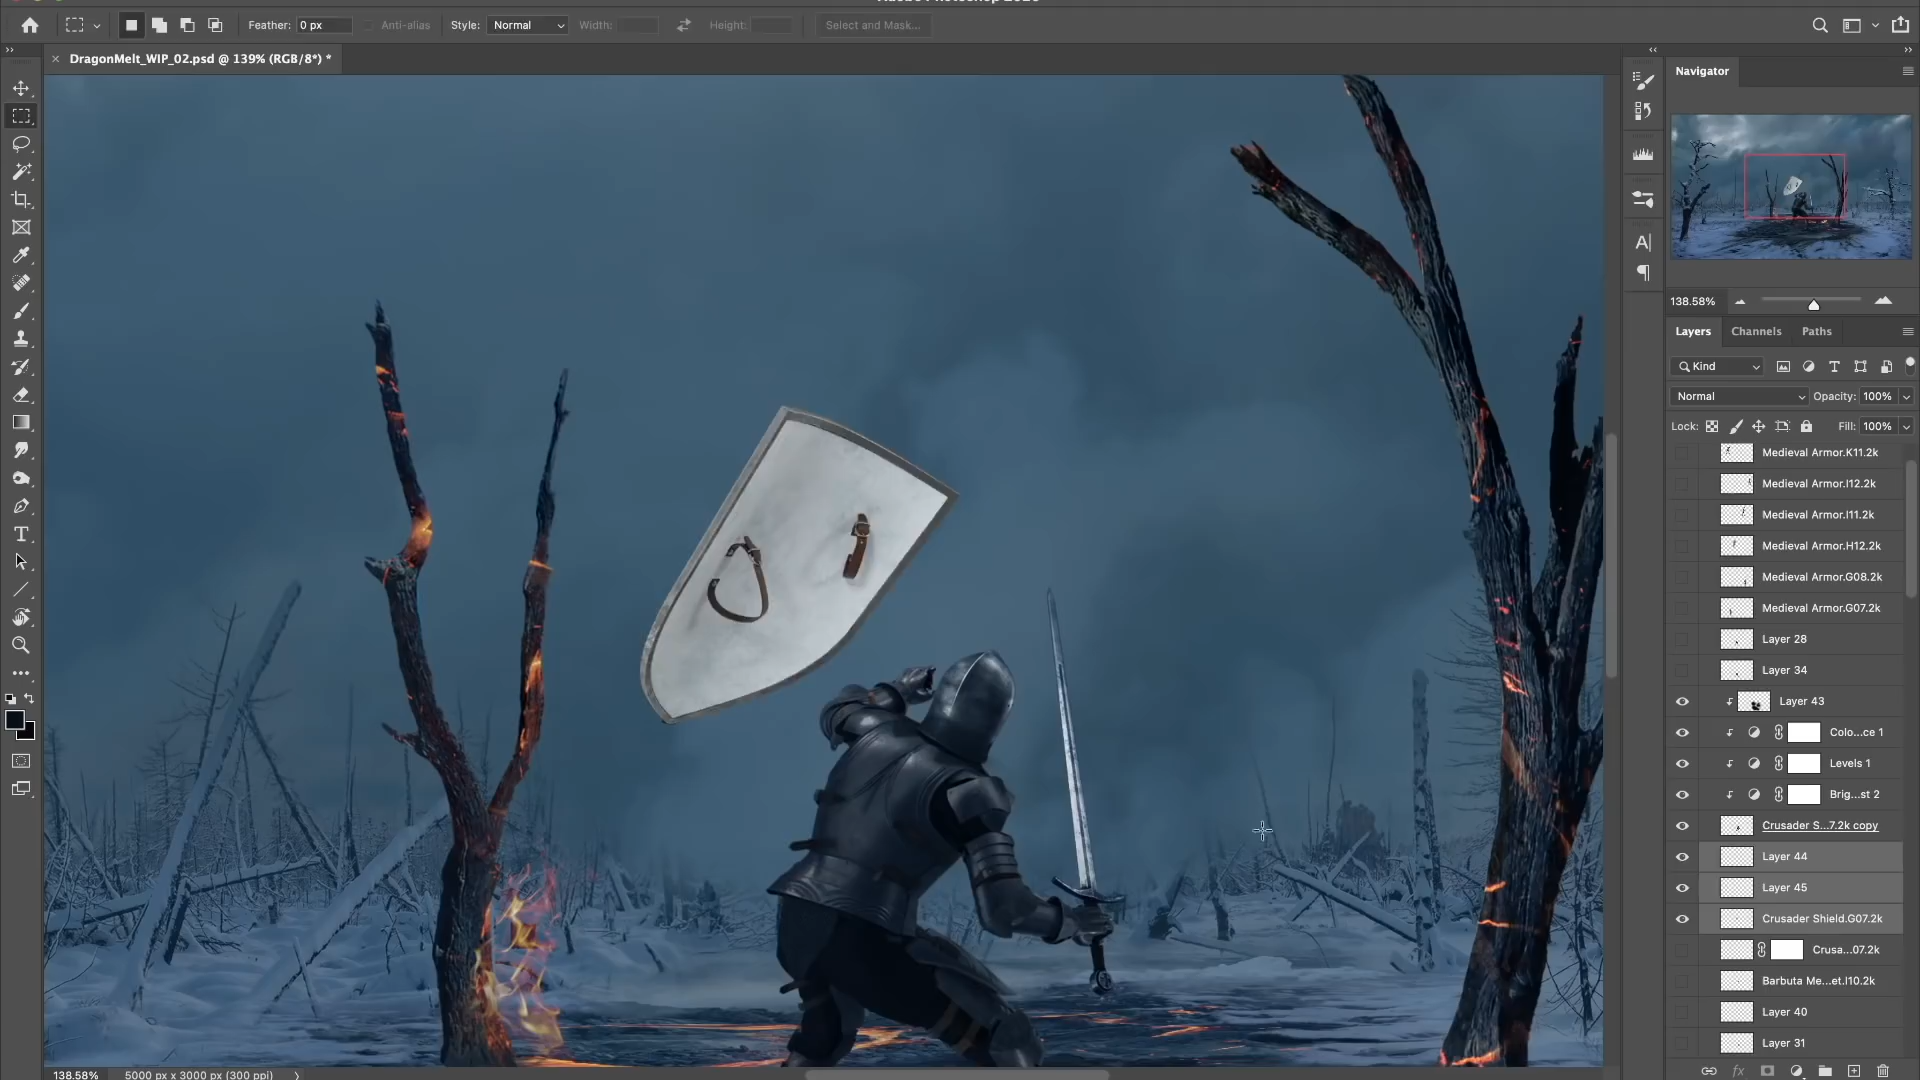 Feather: 0 px Anti-alias Style: Normal Width: Height: Select and Mask...
DragonMelt_WIP_02.psd @ 139% (RGB/8*) *
Navigator
138.58%
Layers Channels Paths
Kind
Normal Opacity: 100%
Lock: Fill: 100%
Medieval Armor.K11.2k
Medieval Armor.I12.2k
Medieval Armor.I11.2k
Medieval Armor.H12.2k
Medieval Armor.G08.2k
Medieval Armor.G07.2k
Layer 28
Layer 34
Layer 43
Colo...ce 1
Levels 1
Brig...st 2
Crusader S...7.2k copy
Layer 44
Layer 45
Crusader Shield.G07.2k
Crusa...07.2k
Barbuta Me...et.I10.2k
Layer 40
Layer 31
138.58% 5000 px x 3000 px (300 ppi)